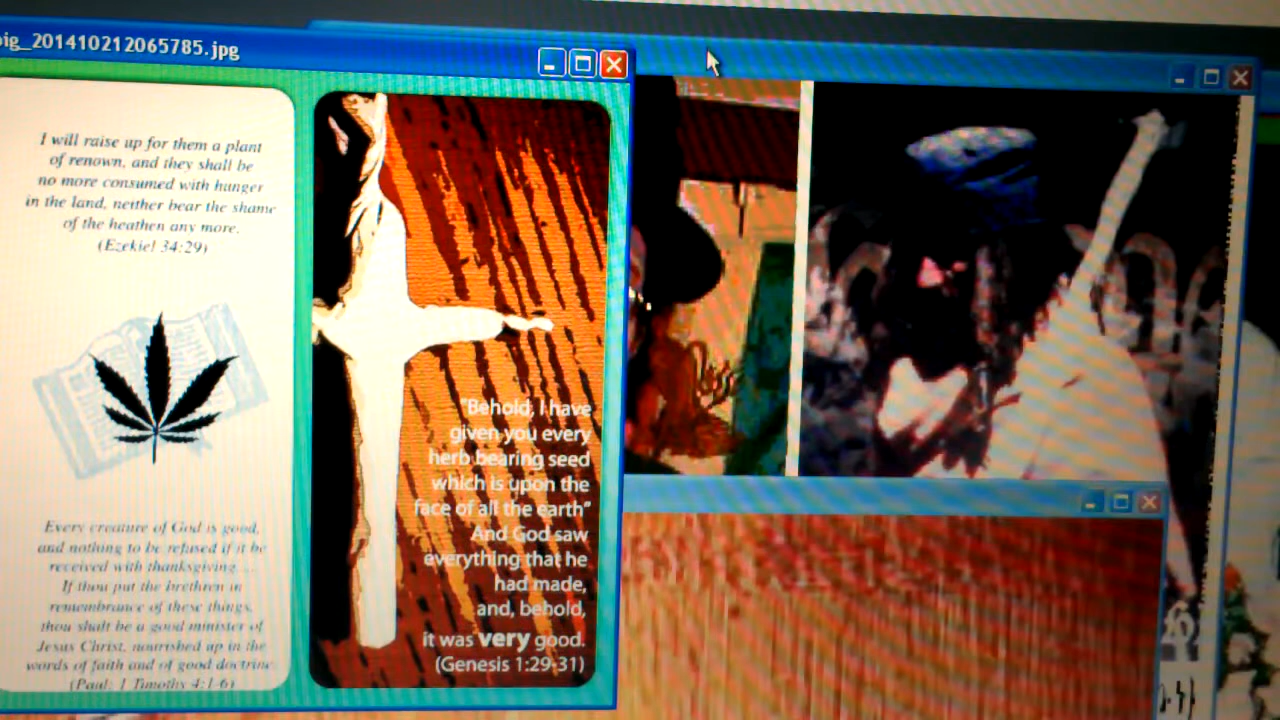 pig_201410212065785.jpg
I will raise up for them a plant
of renown, and they shall be
no more consumed with hunger
in the land, neither bear the shame
of the heathen any more.
(Ezekiel 34:29)
Every creature of God is good,
and nothing to be refused if it be
received with thanksgiving....
If thou put the brethren in
remembrance of these things,
thou shalt be a good minister of
Jesus Christ, nourished up in the
words of faith and of good doctrine
(Paul: 1 Timothy 4:1-6)
"Behold, I have
given you every
herb bearing seed
which is upon the
face of all the earth"
And God saw
everything that he
had made,
and, behold,
it was very good.
(Genesis 1:29-31)